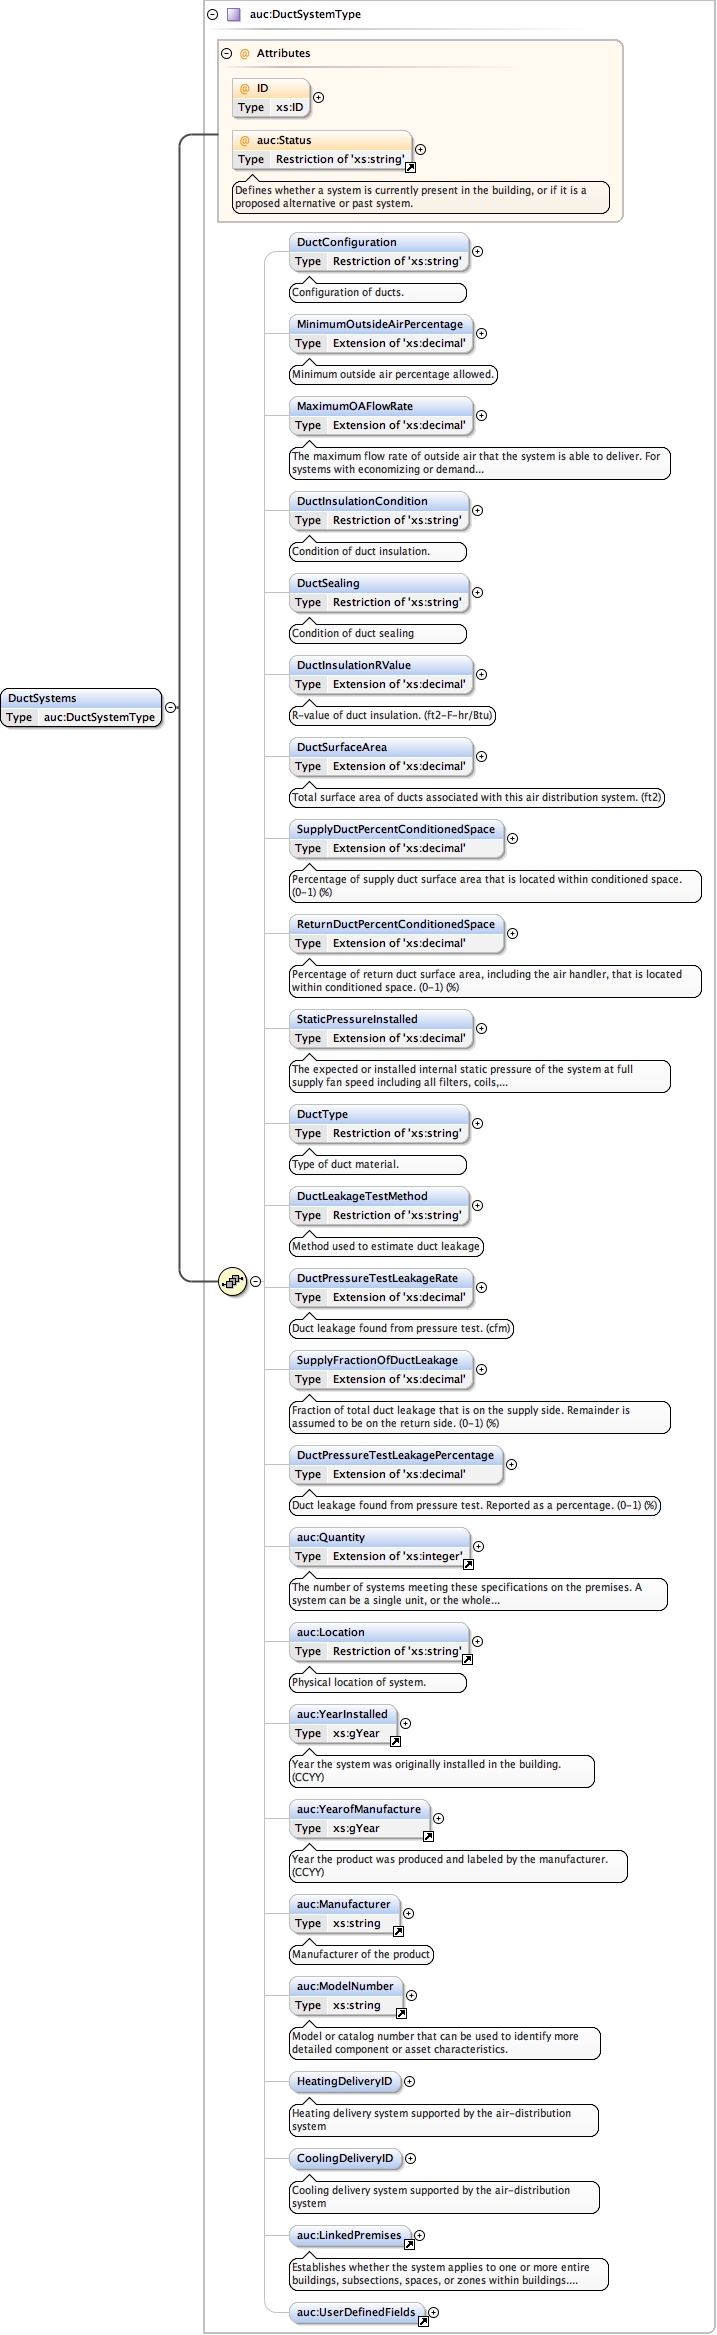 auc:DuctSystemType
@ Attributes
@ ID
Type xs:ID
@ auc:Status
Type Restriction of 'xs:string'
Defines whether a system is currently present in the building, or if it is a
proposed alternative or past system.
DuctConfiguration
Type Restriction of 'xs:string'
Configuration of ducts.
MinimumOutsideAirPercentage
Type Extension of 'xs:decimal'
Minimum outside air percentage allowed.
MaximumOAFlowRate
Type Extension of 'xs:decimal'
The maximum flow rate of outside air that the system is able to deliver. For
systems with economizing or demand...
DuctInsulationCondition
Type Restriction of 'xs:string'
Condition of duct insulation.
DuctSealing
Type Restriction of 'xs:string'
Condition of duct sealing
DuctInsulationRValue
Type Extension of 'xs:decimal'
R-value of duct insulation. (ft2-F-hr/Btu)
DuctSystems
Type auc:DuctSystemType
DuctSurfaceArea
Type Extension of 'xs:decimal'
Total surface area of ducts associated with this air distribution system. (ft2)
SupplyDuctPercentConditionedSpace
Type Extension of 'xs:decimal'
Percentage of supply duct surface area that is located within conditioned space.
(0-1) (%)
ReturnDuctPercentConditionedSpace
Type Extension of 'xs:decimal'
Percentage of return duct surface area, including the air handler, that is located
within conditioned space. (0-1) (%)
StaticPressureInstalled
Type Extension of 'xs:decimal'
The expected or installed internal static pressure of the system at full
supply fan speed including all filters, coils,...
DuctType
Type Restriction of 'xs:string'
Type of duct material.
DuctLeakageTestMethod
Type Restriction of 'xs:string'
Method used to estimate duct leakage
DuctPressureTestLeakageRate
Type Extension of 'xs:decimal'
Duct leakage found from pressure test. (cfm)
SupplyFractionOfDuctLeakage
Type Extension of 'xs:decimal'
Fraction of total duct leakage that is on the supply side. Remainder is
assumed to be on the return side. (0-1) (%)
DuctPressureTestLeakagePercentage
Type Extension of 'xs:decimal'
Duct leakage found from pressure test. Reported as a percentage. (0-1) (%)
auc:Quantity
Type Extension of 'xs:integer'
The number of systems meeting these specifications on the premises. A
system can be a single unit, or the whole...
auc:Location
Type Restriction of 'xs:string'
Physical location of system.
auc:YearInstalled
Type xs:gYear
Year the system was originally installed in the building.
(CCYY)
auc:YearofManufacture
Type xs:gYear
Year the product was produced and labeled by the manufacturer.
(CCYY)
auc:Manufacturer
Type xs:string
Manufacturer of the product
auc:ModelNumber
Type xs:string
Model or catalog number that can be used to identify more
detailed component or asset characteristics.
HeatingDeliveryID
Heating delivery system supported by the air-distribution
system
CoolingDeliveryID
Cooling delivery system supported by the air-distribution
system
auc:LinkedPremises
Establishes whether the system applies to one or more entire
buildings, subsections, spaces, or zones within buildings....
auc:UserDefinedFields